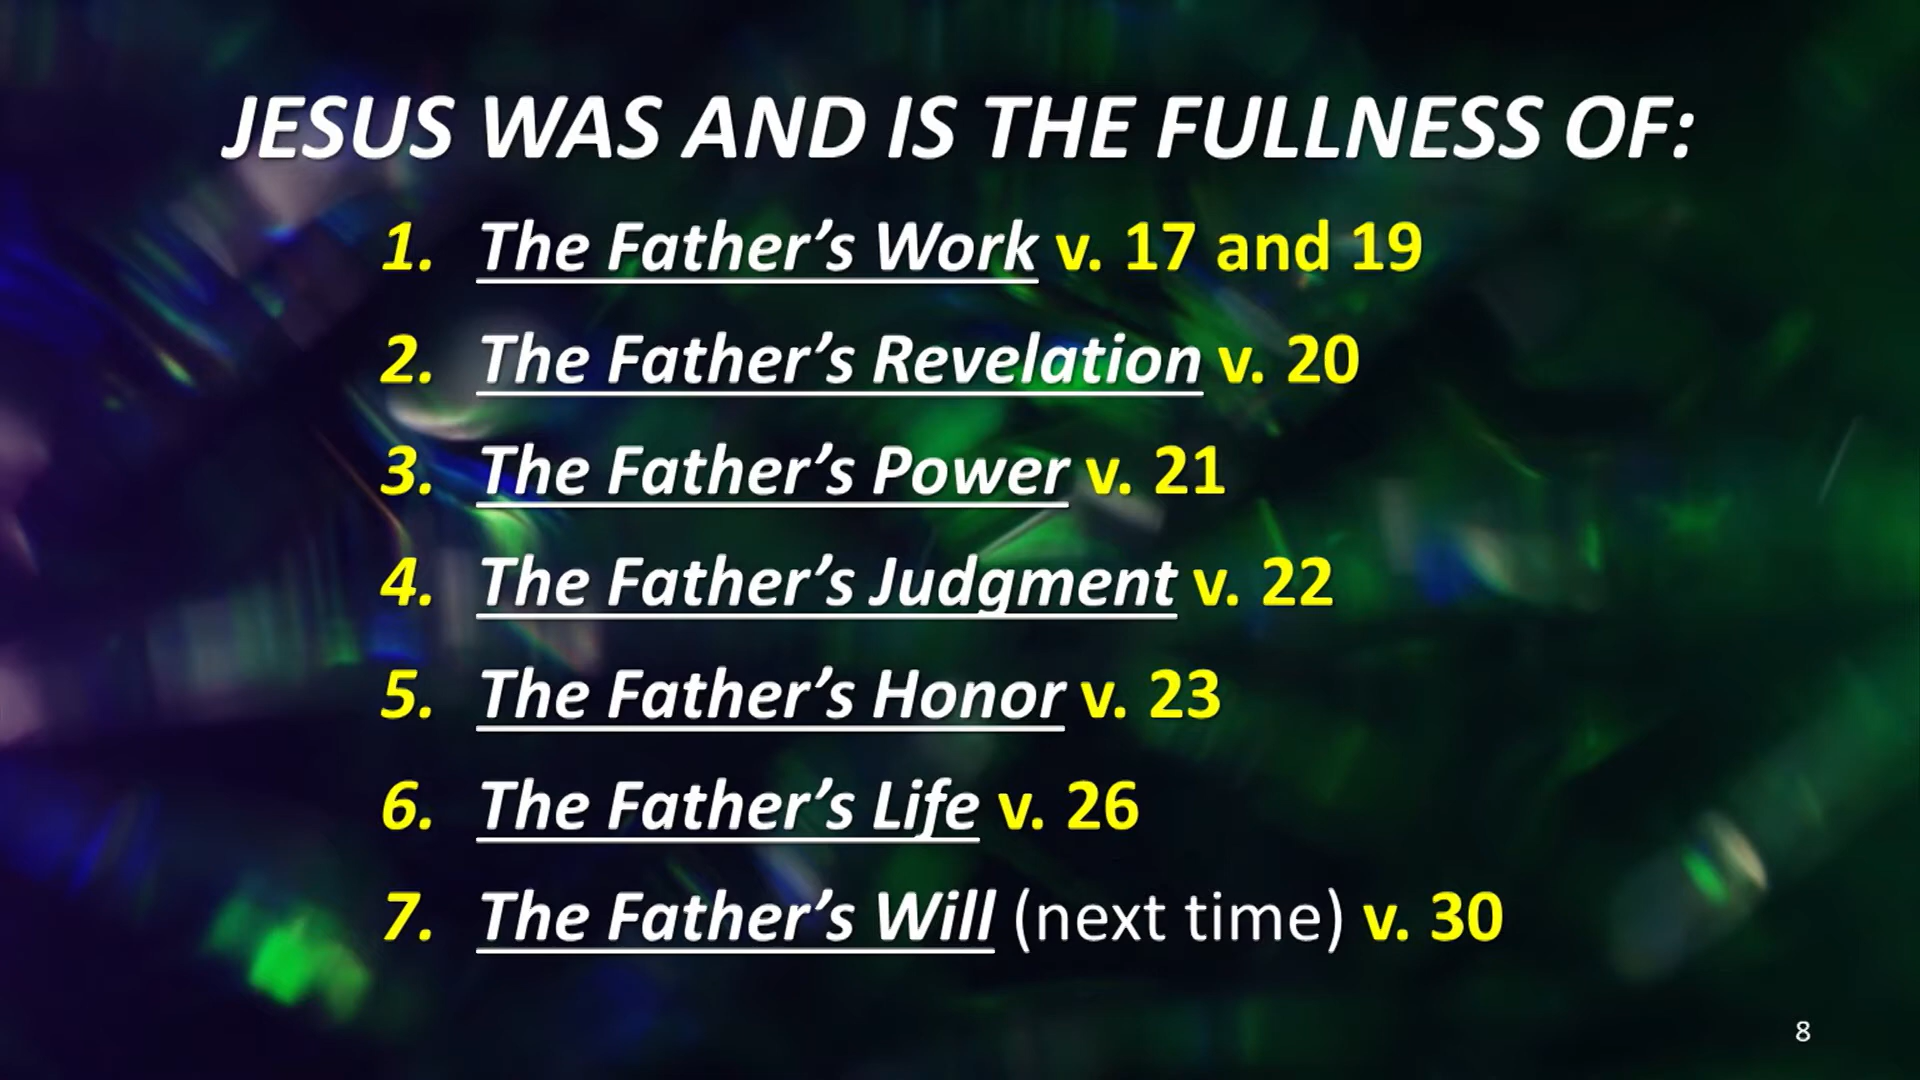 JESUS WAS AND IS THE FULLNESS OF:
1. The Father’s Work v. 17 and 19
2. The Father’s Revelation v. 20
3. The Father’s Power v. 21
4. The Father’s Judgment v. 22
5. The Father’s Honor v. 23
6. The Father’s Life v. 26
7. The Father’s Will (next time) v. 30
8